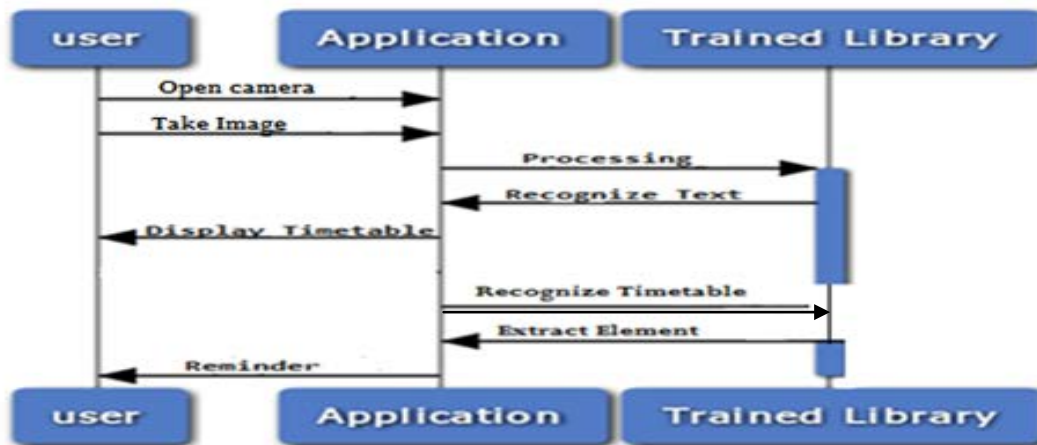 user Application Trained Library
Open camera
Take Image
Processing
Recognize Text
Display Timetable
Recognize Timetable
Extract Element
Reminder
user Application Trained Library